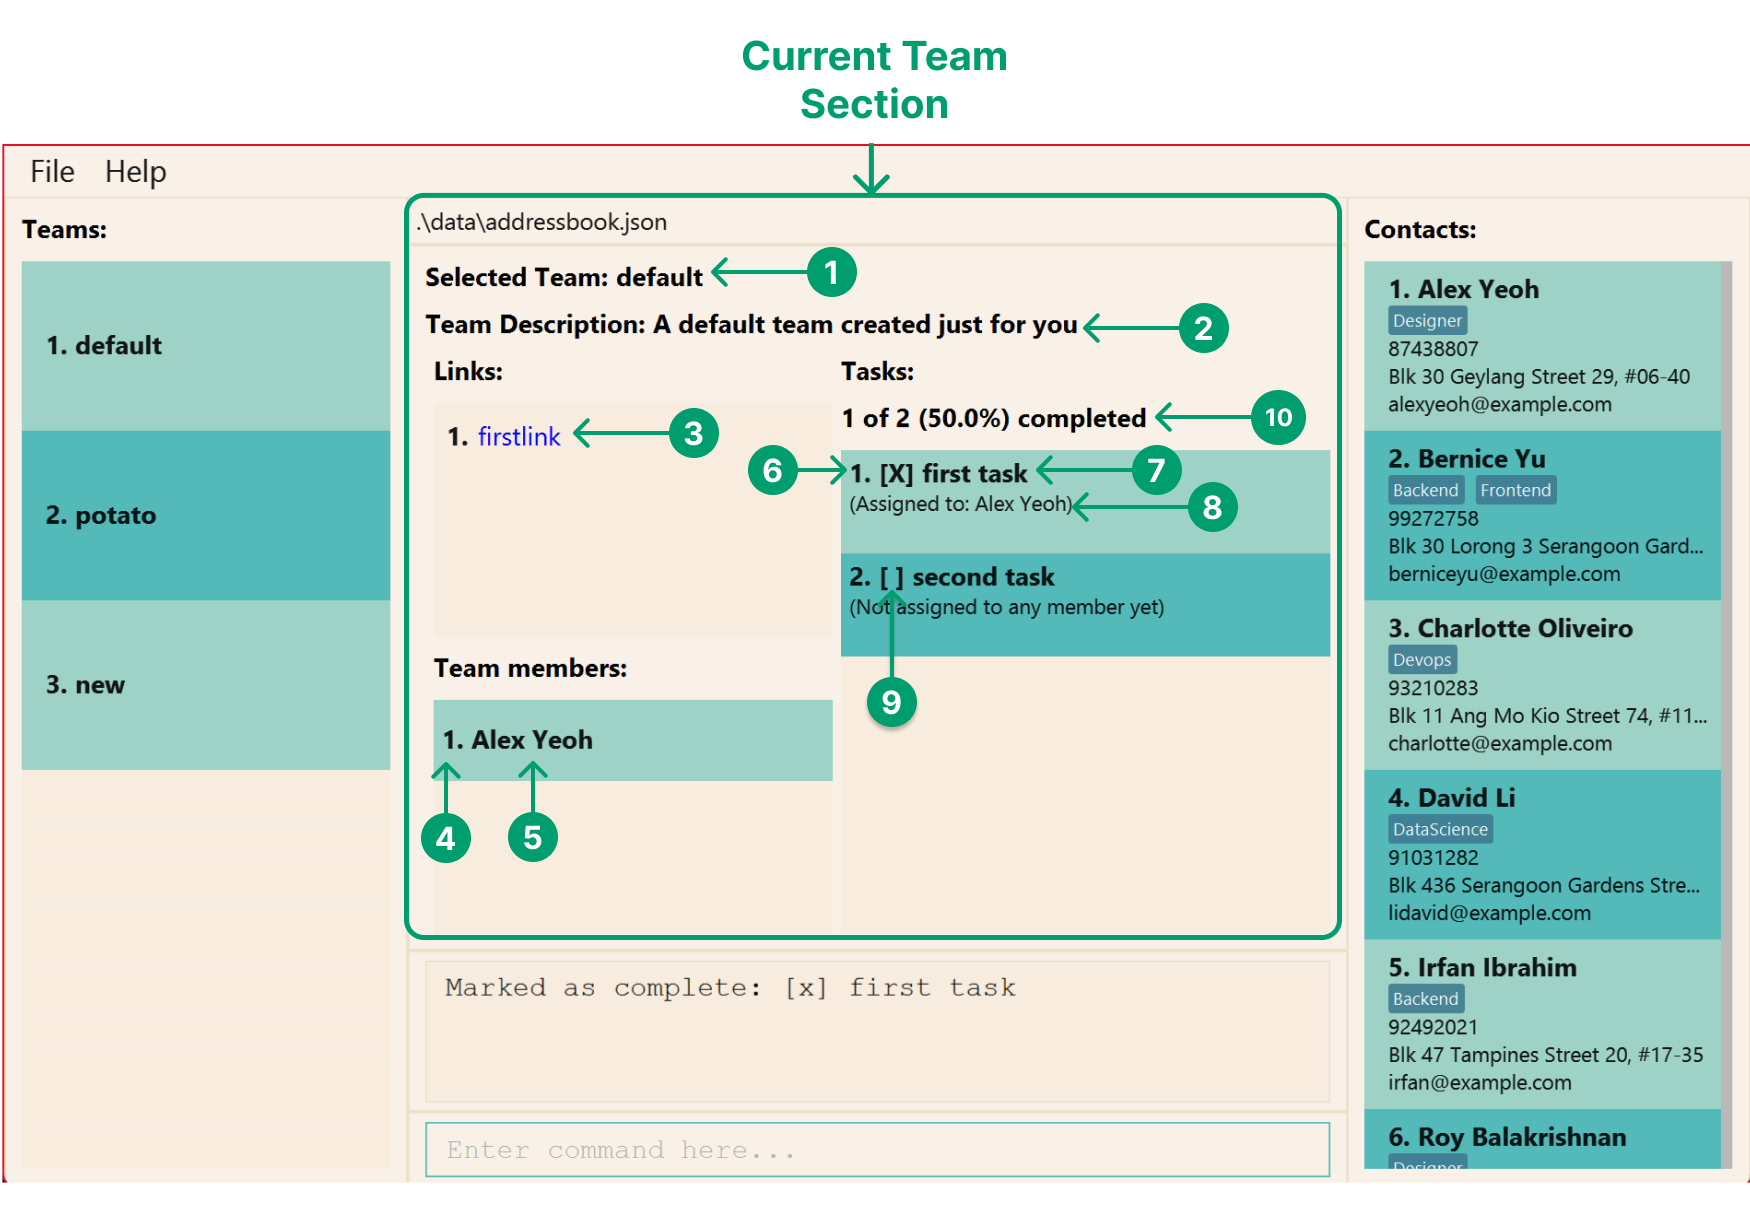 Current Team
Section
File Help
Teams:
1. default
2. potato
3. new
.\data\addressbook.json
Selected Team: default
1
Team Description: A default team created just for you
2
Links:
1. firstlink
3
Tasks:
1 of 2 (50.0%) completed
10
6
1. [X] first task
7
(Assigned to: Alex Yeoh)
8
2. [ ] second task
(Not assigned to any member yet)
9
Team members:
1. Alex Yeoh
4
5
Marked as complete: [x] first task
Enter command here...
Contacts:
1. Alex Yeoh
Designer
87438807
Blk 30 Geylang Street 29, #06-40
alexyeoh@example.com
2. Bernice Yu
Backend Frontend
99272758
Blk 30 Lorong 3 Serangoon Gard...
berniceyu@example.com
3. Charlotte Oliveiro
Devops
93210283
Blk 11 Ang Mo Kio Street 74, #11...
charlotte@example.com
4. David Li
DataScience
91031282
Blk 436 Serangoon Gardens Stre...
lidavid@example.com
5. Irfan Ibrahim
Backend
92492021
Blk 47 Tampines Street 20, #17-35
irfan@example.com
6. Roy Balakrishnan
Designer